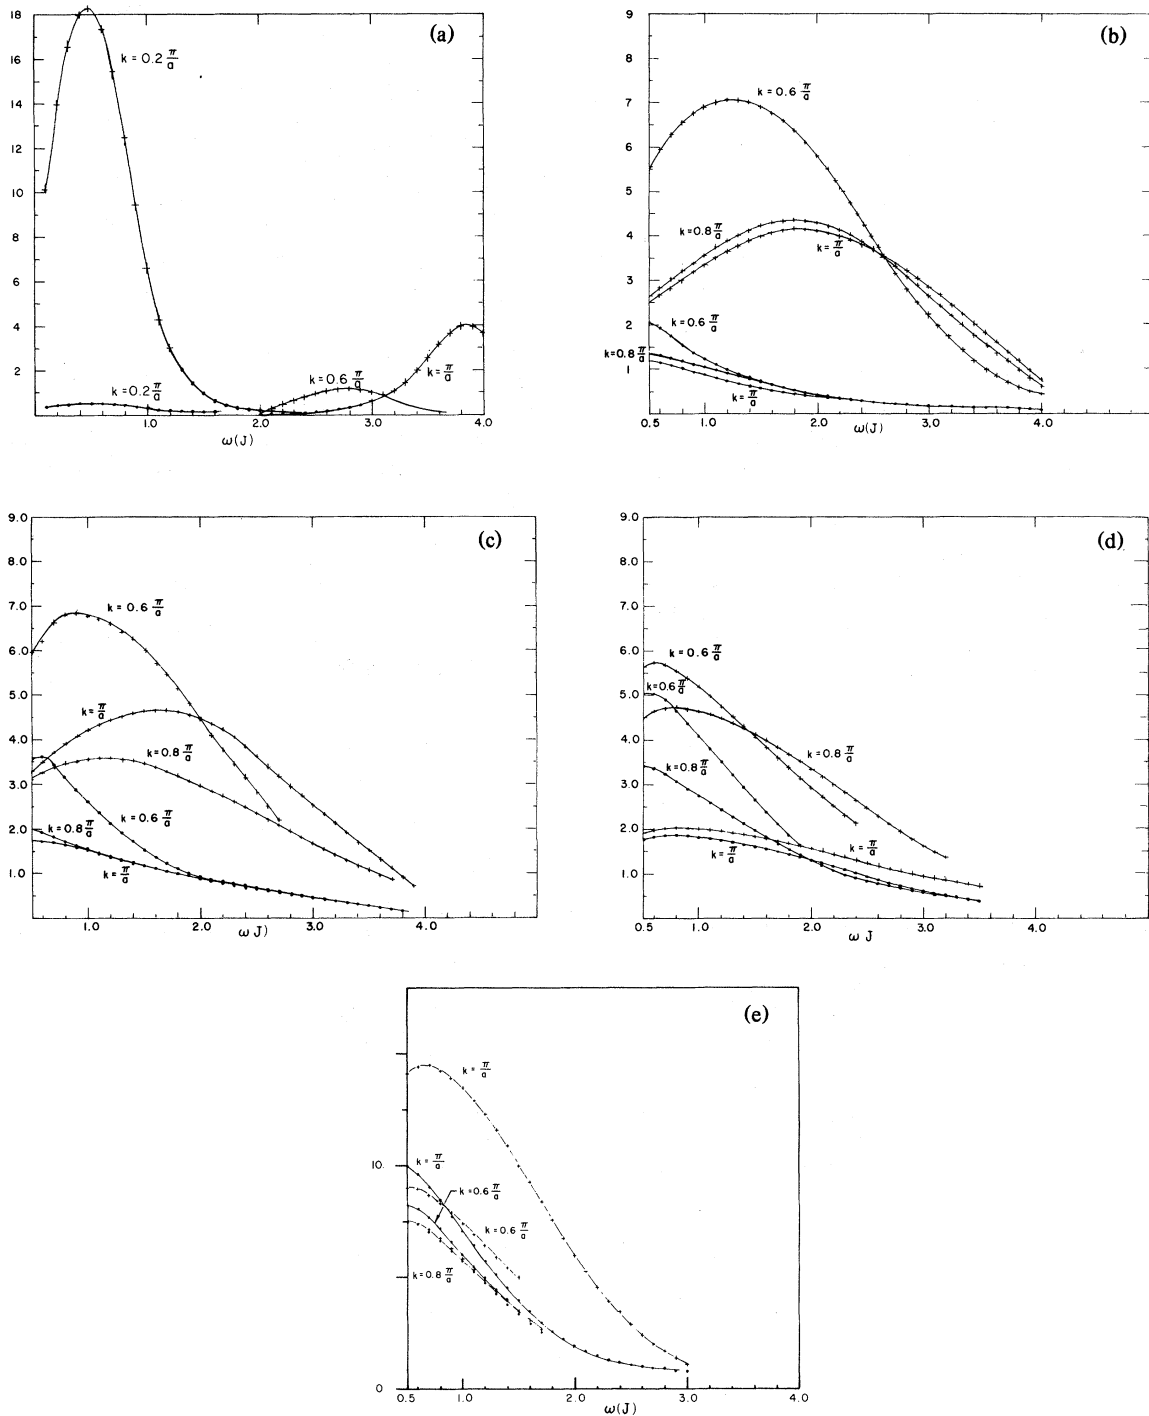 (a)
18
16
14
12
10
8
6
4
2
k = 0.2 π/a
k = 0.2 π/a
k = 0.6 π/a
k = π/a
1.0 2.0 3.0 4.0
ω(J)
(b)
9
8
7
6
5
4
3
2
1
k = 0.6 π/a
k = 0.8 π/a
k = π/a
k = 0.6 π/a
k = 0.8 π/a
k = π/a
0.5 1.0 2.0 3.0 4.0
ω(J)
(c)
9.0
8.0
7.0
6.0
5.0
4.0
3.0
2.0
1.0
k = 0.6 π/a
k = π/a
k = 0.8 π/a
k = 0.8 π/a
k = 0.6 π/a
k = π/a
1.0 2.0 3.0 4.0
ω J)
(d)
9.0
8.0
7.0
6.0
5.0
4.0
3.0
2.0
1.0
k = 0.6 π/a
k = 0.6 π/a
k = 0.8 π/a
k = 0.8 π/a
k = π/a
k = π/a
0.5 1.0 2.0 3.0 4.0
ω J
(e)
10.
0
k = π/a
k = π/a
k = 0.6 π/a
k = 0.6 π/a
k = 0.8 π/a
0.5 1.0 2.0 3.0 4.0
ω(J)